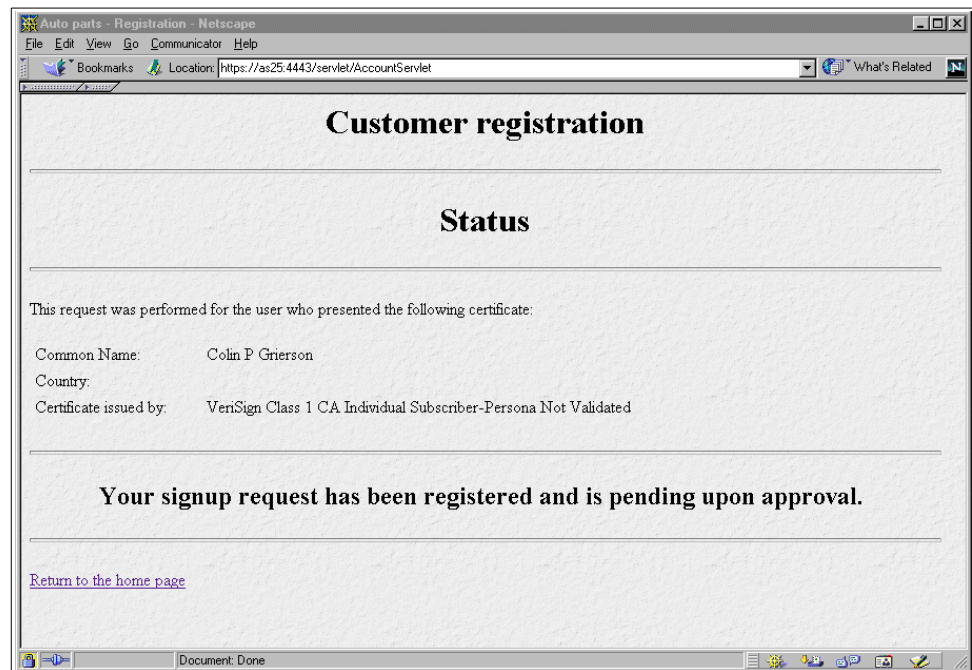 Auto parts - Registration - Netscape
File Edit View Go Communicator Help
Bookmarks Location: https://as25:4443/servlet/AccountServlet What's Related N
Customer registration
Status
This request was performed for the user who presented the following certificate:
Common Name: Colin P Grierson
Country:
Certificate issued by: VeriSign Class 1 CA Individual Subscriber-Persona Not Validated
Your signup request has been registered and is pending upon approval.
Return to the home page
Document: Done